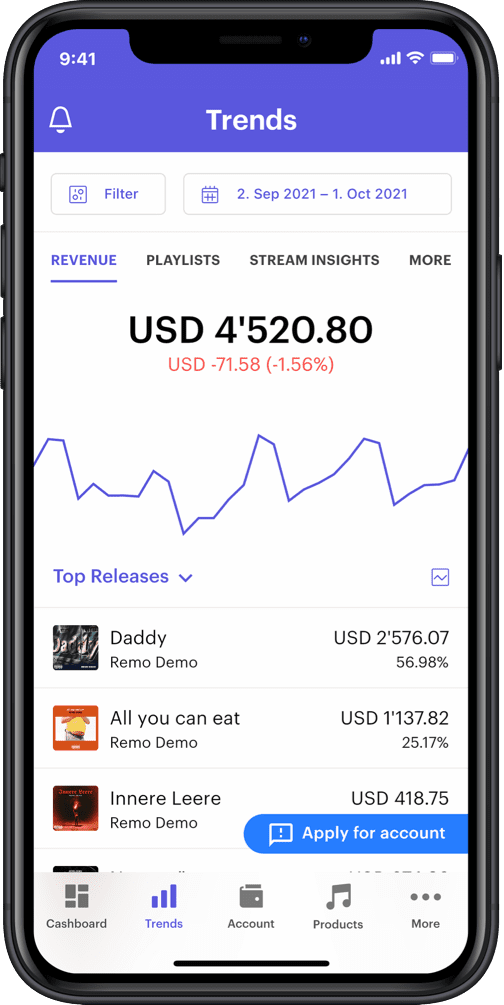 9:41
Trends
Filter
2. Sep 2021 – 1. Oct 2021
REVENUE PLAYLISTS STREAM INSIGHTS MORE
USD 4'520.80
USD -71.58 (-1.56%)
Top Releases
Daddy USD 2'576.07
Remo Demo 56.98%
All you can eat USD 1'137.82
Remo Demo 25.17%
Innere Leere USD 418.75
Remo Demo
Apply for account
Cashboard Trends Account Products More